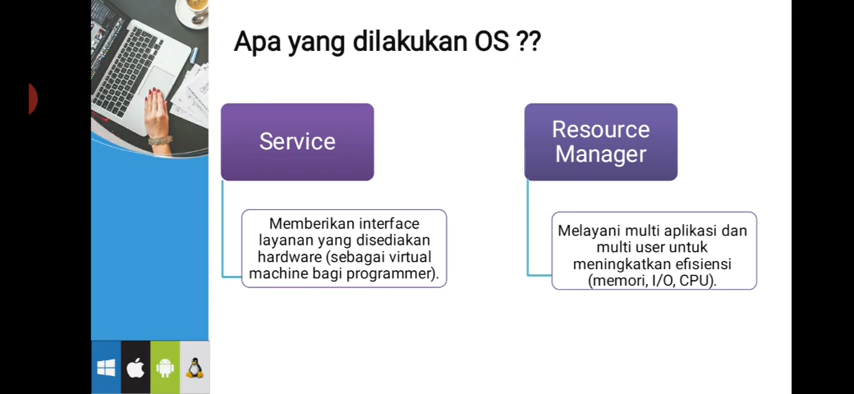 Apa yang dilakukan OS ??
Service
Memberikan interface
layanan yang disediakan
hardware (sebagai virtual
machine bagi programmer).
Resource
Manager
Melayani multi aplikasi dan
multi user untuk
meningkatkan efisiensi
(memori, I/O, CPU).